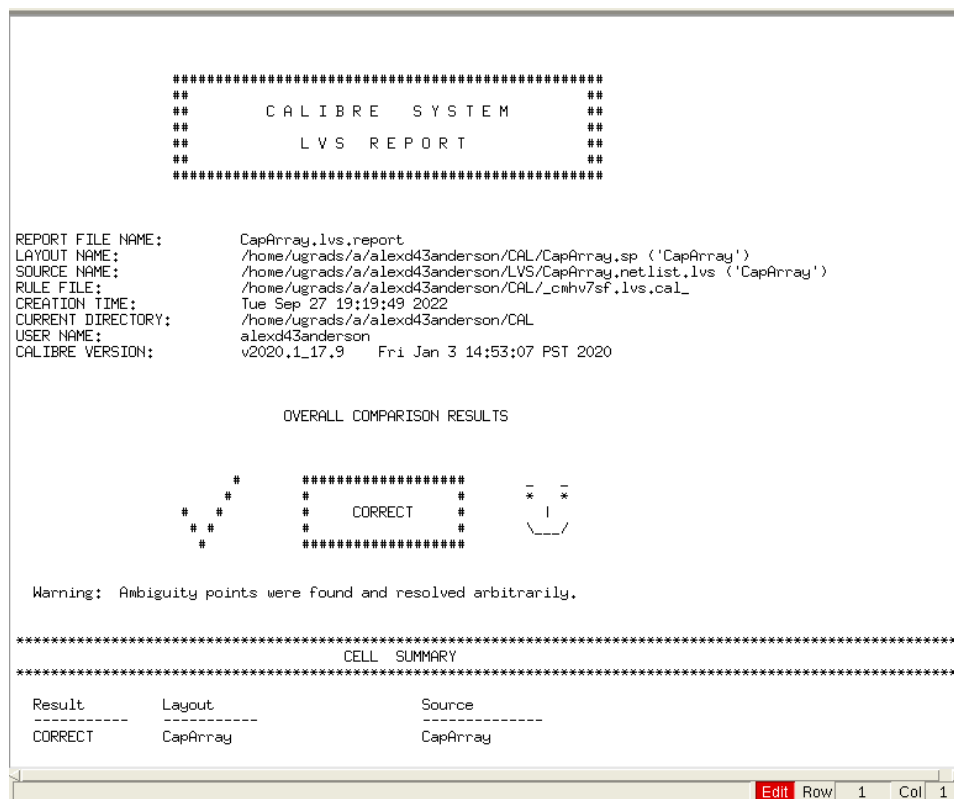 ##################################################
##                                              ##
##         C A L I B R E    S Y S T E M         ##
##                                              ##
##             L V S   R E P O R T              ##
##                                              ##
##################################################
REPORT FILE NAME:         CapArray.lvs.report
LAYOUT NAME:              /home/ugrads/a/alexd43anderson/CAL/CapArray.sp ('CapArray')
SOURCE NAME:              /home/ugrads/a/alexd43anderson/LVS/CapArray.netlist.lvs ('CapArray')
RULE FILE:                /home/ugrads/a/alexd43anderson/CAL/_cmhv7sf.lvs.cal_
CREATION TIME:            Tue Sep 27 19:19:49 2022
CURRENT DIRECTORY:        /home/ugrads/a/alexd43anderson/CAL
USER NAME:                alexd43anderson
CALIBRE VERSION:          v2020.1_17.9    Fri Jan 3 14:53:07 PST 2020
OVERALL COMPARISON RESULTS
      #       ###################       _   _
     #        #                 #       *   *
#   #         #     CORRECT     #         |
 # #          #                 #       \___/
  #           ###################
Warning:  Ambiguity points were found and resolved arbitrarily.
**************************************************************************************************************
CELL  SUMMARY
**************************************************************************************************************
Result         Layout                        Source
-----------    -----------                   --------------
CORRECT        CapArray                      CapArray
Edit Row 1 Col 1